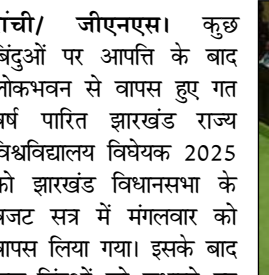 रांची/ जीएनएस। कुछ
बिंदुओं पर आपत्ति के बाद
लोकभवन से वापस हुए गत
वर्ष पारित झारखंड राज्य
विश्वविद्यालय विधेयक 2025
को झारखंड विधानसभा के
बजट सत्र में मंगलवार को
वापस लिया गया। इसके बाद